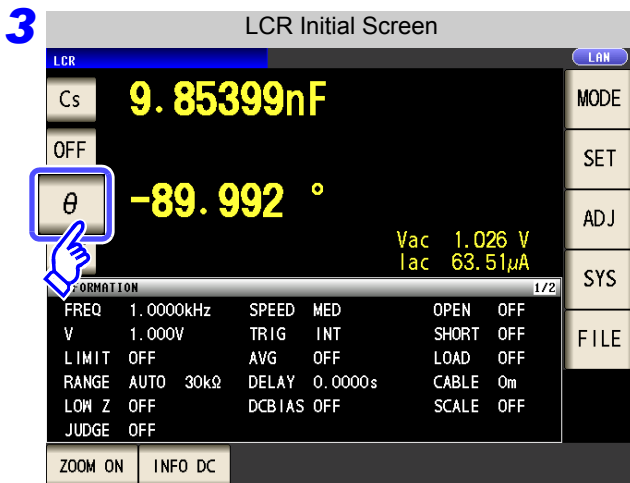 3
LCR Initial Screen
LCR
LAN
Cs 9.85399nF
MODE
OFF
SET
θ -89.992 °
ADJ
Vac 1.026 V
Iac 63.51μA
SYS
INFORMATION 1/2
FREQ 1.0000kHz SPEED MED OPEN OFF
V 1.000V TRIG INT SHORT OFF
FILE
LIMIT OFF AVG OFF LOAD OFF
RANGE AUTO 30kΩ DELAY 0.0000s CABLE 0m
LOW Z OFF DCBIAS OFF SCALE OFF
JUDGE OFF
ZOOM ON INFO DC